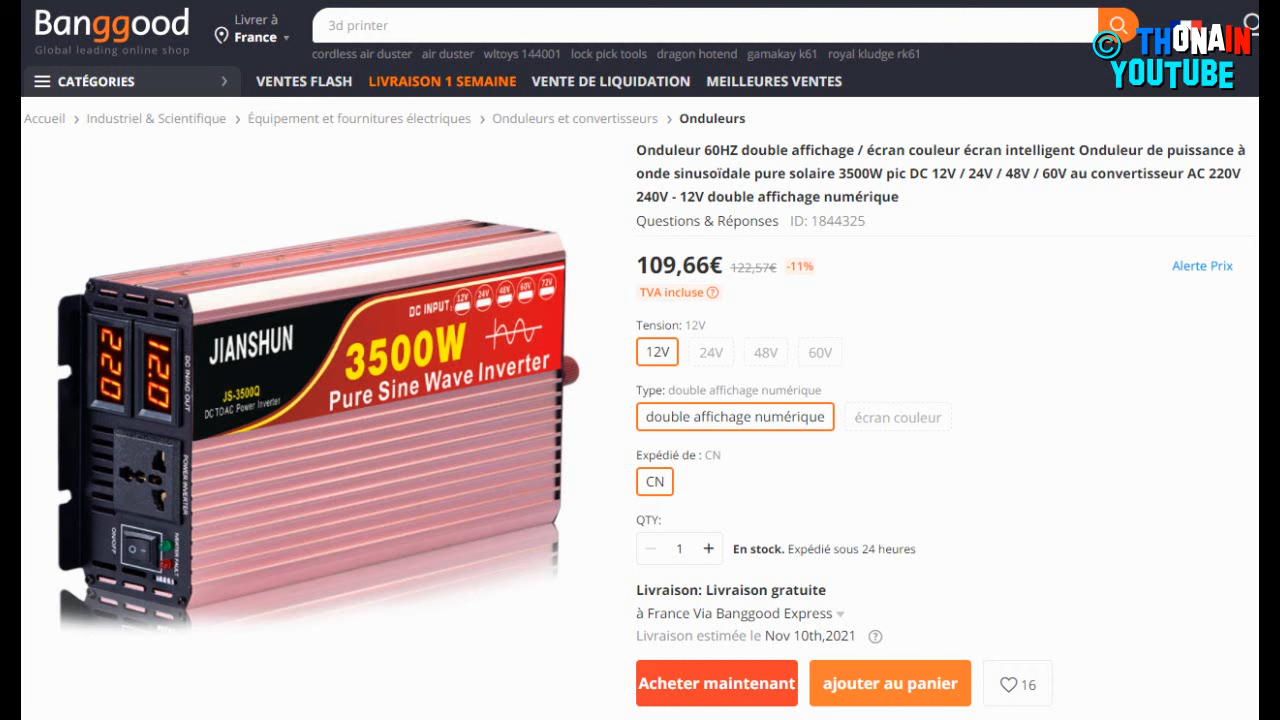 Banggood
Global leading online shop
Livrer à
France
3d printer
cordless air duster air duster wltoys 144001 lock pick tools dragon hotend gamakay k61 royal kludge rk61
© THONAIN
YOUTUBE
CATÉGORIES
VENTES FLASH LIVRAISON 1 SEMAINE VENTE DE LIQUIDATION MEILLEURES VENTES
Accueil > Industriel & Scientifique > Équipement et fournitures électriques > Onduleurs et convertisseurs > Onduleurs
Onduleur 60HZ double affichage / écran couleur écran intelligent Onduleur de puissance à
onde sinusoïdale pure solaire 3500W pic DC 12V / 24V / 48V / 60V au convertisseur AC 220V
240V - 12V double affichage numérique
Questions & Réponses ID: 1844325
109,66€ 122,57€ -11%
Alerte Prix
TVA incluse
Tension: 12V
12V 24V 48V 60V
Type: double affichage numérique
double affichage numérique écran couleur
Expédié de : CN
CN
QTY:
1 + En stock. Expédié sous 24 heures
Livraison: Livraison gratuite
à France Via Banggood Express
Livraison estimée le Nov 10th,2021
Acheter maintenant ajouter au panier 16
DC INPUT: 12V 24V 48V 60V 72V
JIANSHUN
3500W
Pure Sine Wave Inverter
JS-3500Q
DC TO AC Power Inverter
220 12.0
DC IN/AC OUT
POWER INVERTER
ON/OFF